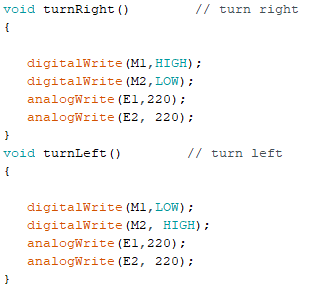 void turnRight()        // turn right
{

   digitalWrite(M1,HIGH);
   digitalWrite(M2,LOW);
   analogWrite(E1,220);
   analogWrite(E2, 220);
}
void turnLeft()        // turn left
{

   digitalWrite(M1,LOW);
   digitalWrite(M2, HIGH);
   analogWrite(E1,220);
   analogWrite(E2, 220);
}